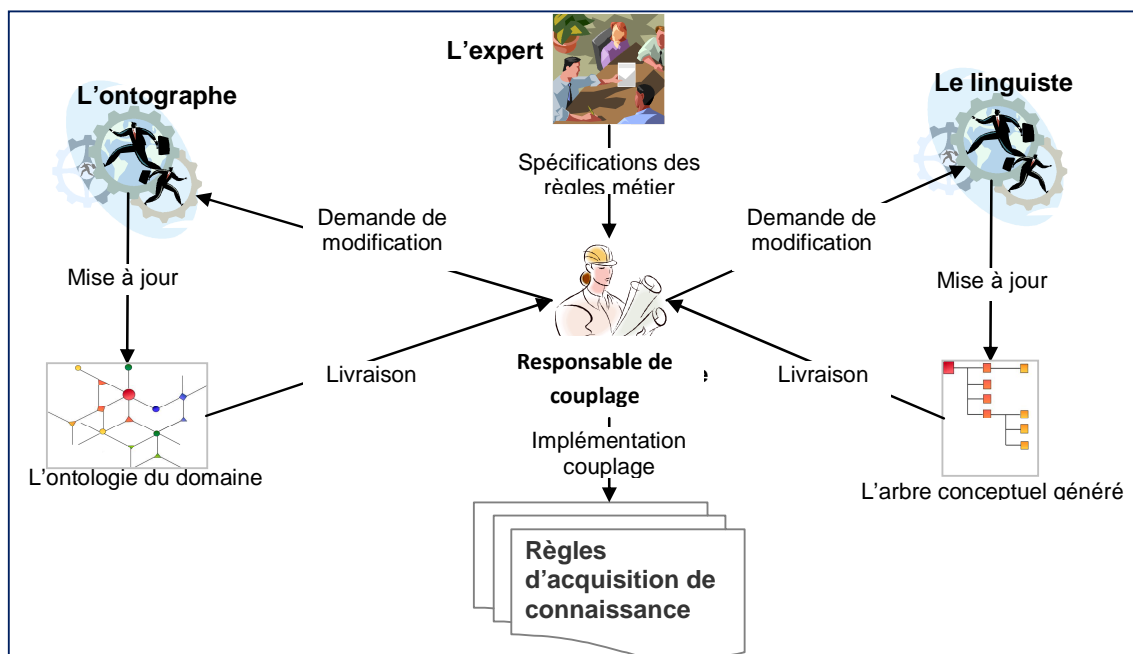 L'expert
L'ontographe
Le linguiste
Spécifications des
règles métier
Demande de
modification
Demande de
modification
Mise à jour
Mise à jour
Livraison
Responsable de
couplage
e
Livraison
Implémentation
couplage
L'ontologie du domaine
L'arbre conceptuel généré
Règles
d'acquisition de
connaissance